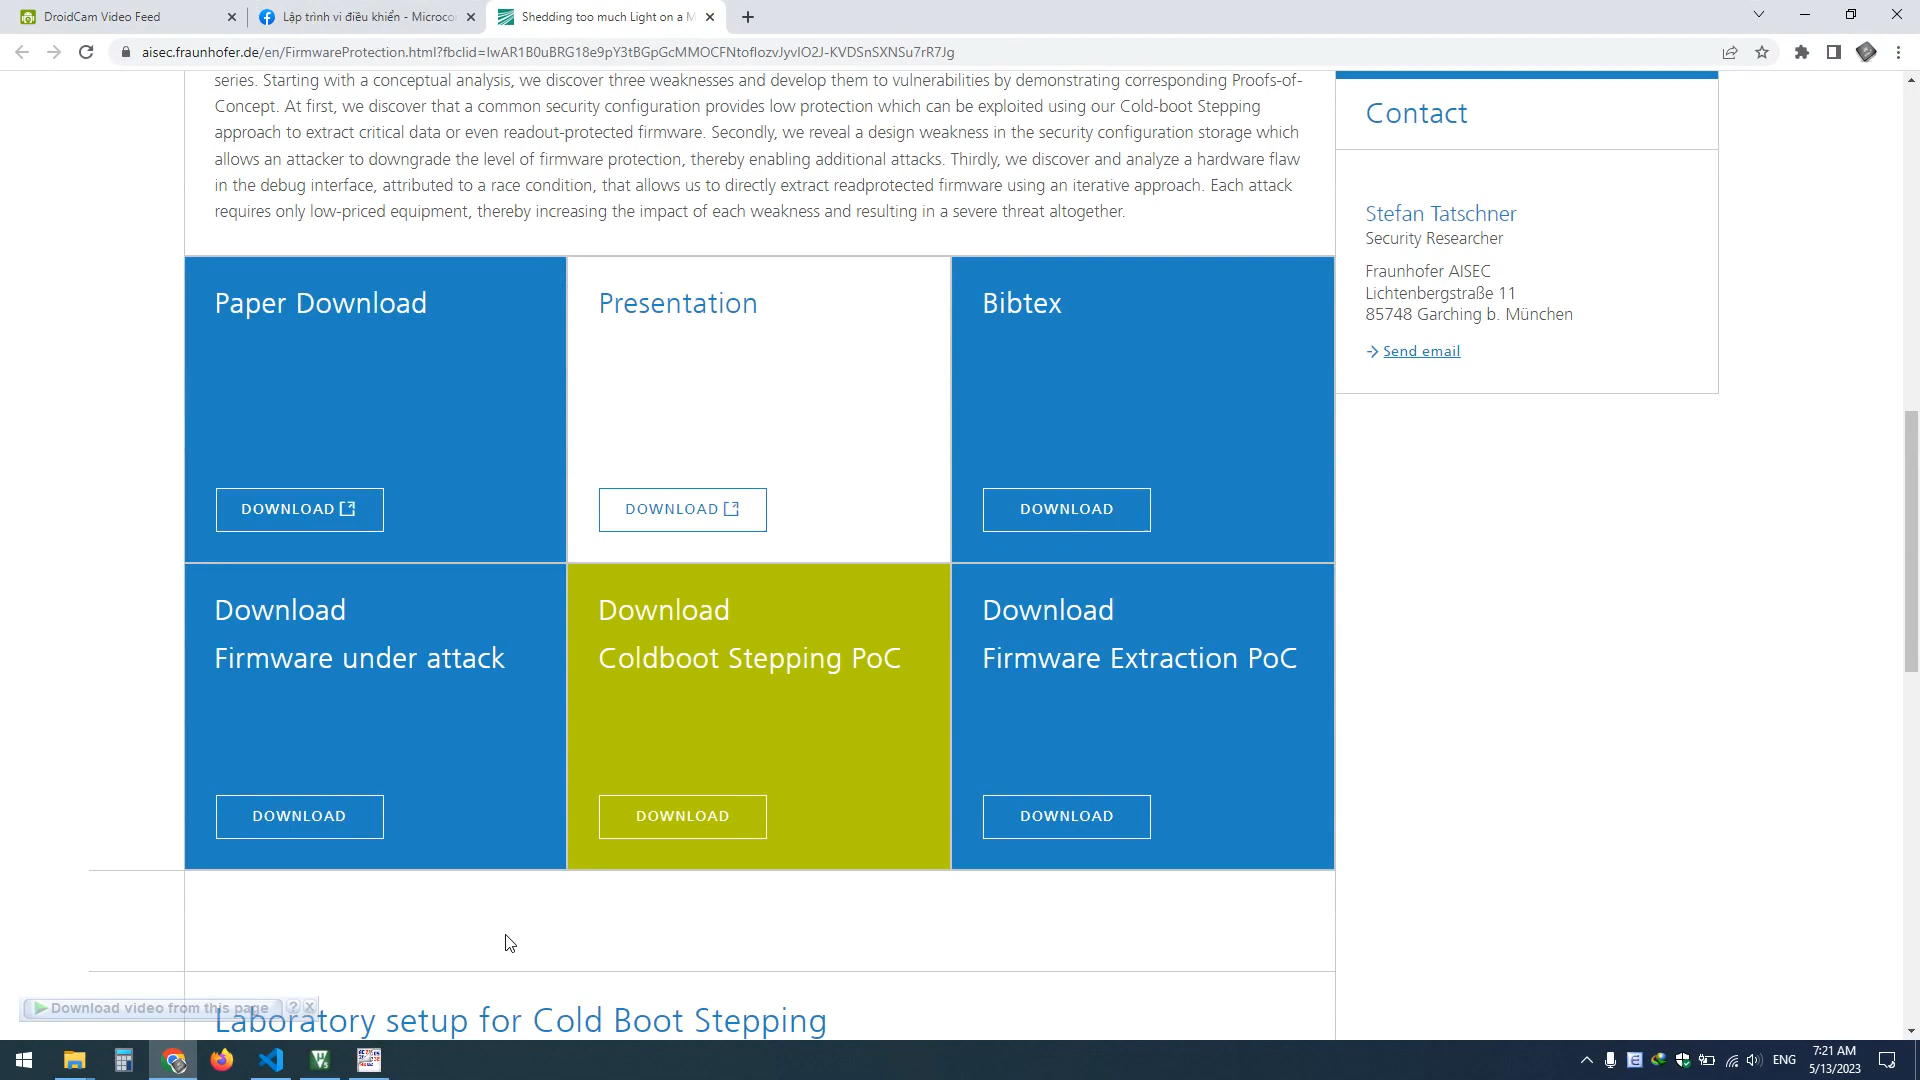 DroidCam Video Feed
Lập trình vi điều khiển - Microco
Shedding too much Light on a M
aisec.fraunhofer.de/en/FirmwareProtection.html?fbclid=IwAR1B0uBRG18e9pY3tBGpGcMMOCFNtofIozvJyvIO2J-KVDSnSXNSu7rR7Jg
series. Starting with a conceptual analysis, we discover three weaknesses and develop them to vulnerabilities by demonstrating corresponding Proofs-of-
Concept. At first, we discover that a common security configuration provides low protection which can be exploited using our Cold-boot Stepping
approach to extract critical data or even readout-protected firmware. Secondly, we reveal a design weakness in the security configuration storage which
allows an attacker to downgrade the level of firmware protection, thereby enabling additional attacks. Thirdly, we discover and analyze a hardware flaw
in the debug interface, attributed to a race condition, that allows us to directly extract readprotected firmware using an iterative approach. Each attack
requires only low-priced equipment, thereby increasing the impact of each weakness and resulting in a severe threat altogether.
Contact
Stefan Tatschner
Security Researcher
Fraunhofer AISEC
Lichtenbergstraße 11
85748 Garching b. München
Send email
Paper Download
Presentation
Bibtex
DOWNLOAD
DOWNLOAD
DOWNLOAD
Download
Firmware under attack
Download
Coldboot Stepping PoC
Download
Firmware Extraction PoC
DOWNLOAD
DOWNLOAD
DOWNLOAD
Download video from this page
?
Laboratory setup for Cold Boot Stepping
ENG
7:21 AM
5/13/2023